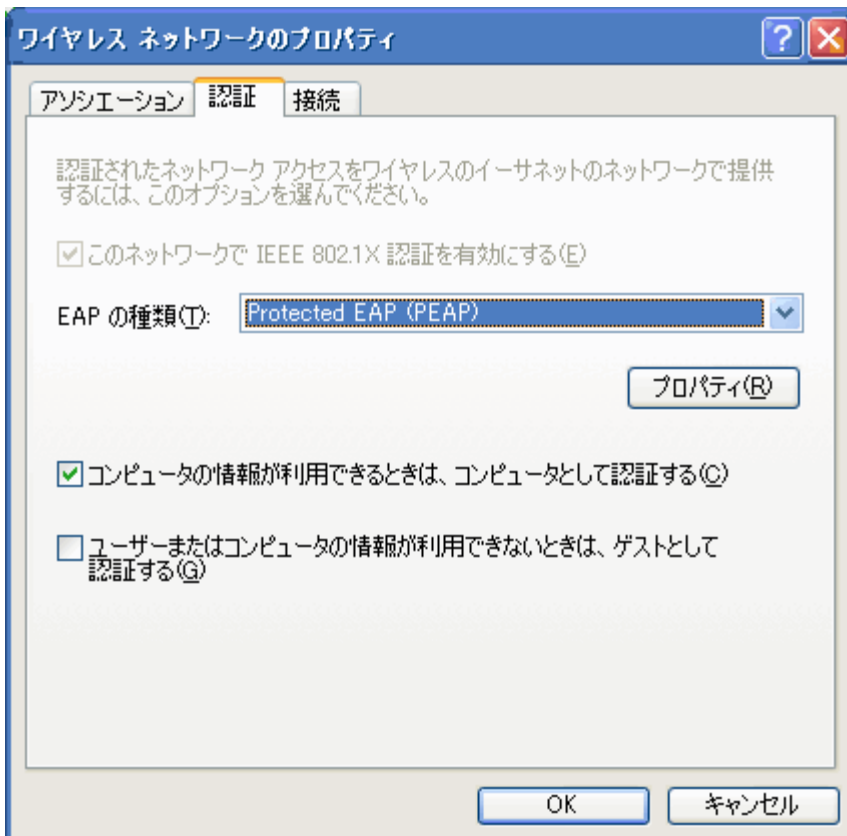 ワイヤレス ネットワークのプロパティ
アソシエーション 認証 接続
認証されたネットワーク アクセスをワイヤレスのイーサネットのネットワークで提供
するには、このオプションを選んでください。
このネットワークで IEEE 802.1X 認証を有効にする(E)
EAP の種類(T): Protected EAP (PEAP)
プロパティ(R)
コンピュータの情報が利用できるときは、コンピュータとして認証する(C)
ユーザーまたはコンピュータの情報が利用できないときは、ゲストとして
認証する(G)
OK キャンセル